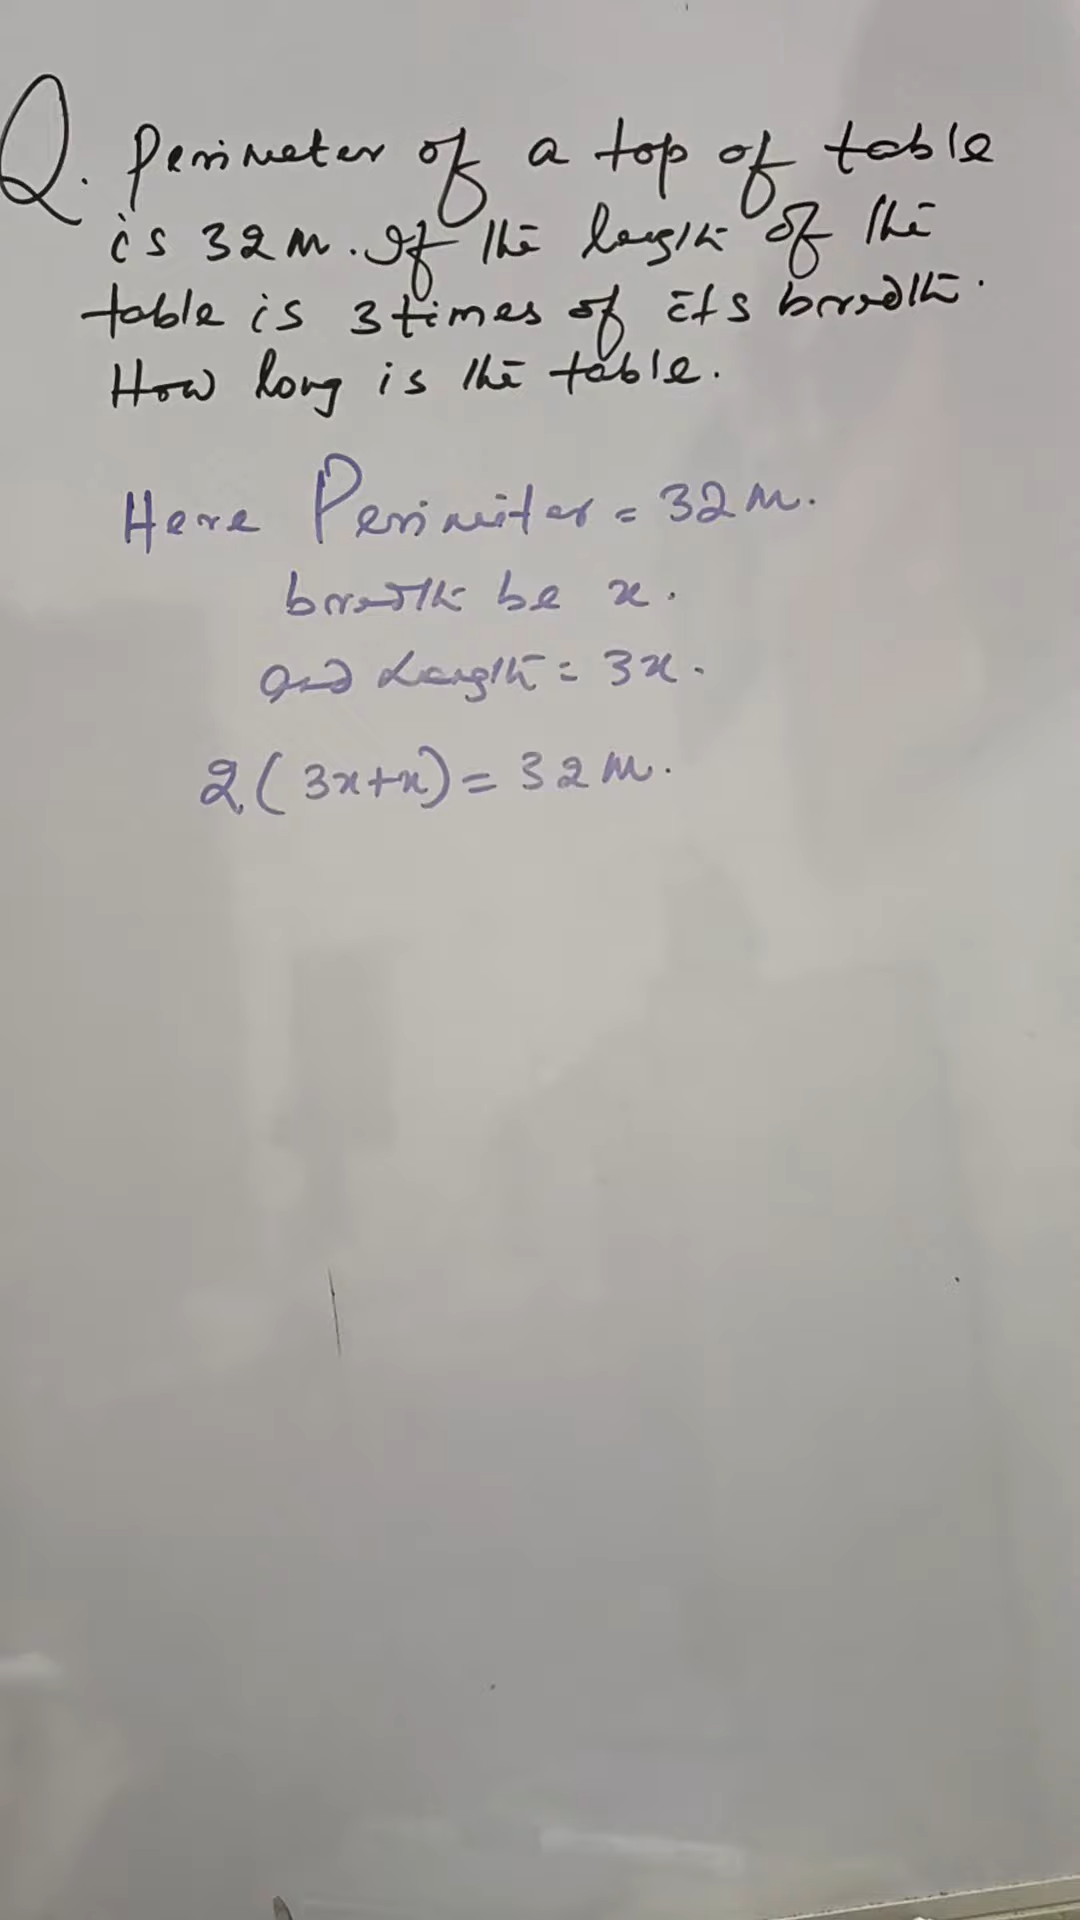 Q. Perimeter of a top of table
is 32 m. If the length of the
table is 3 times of its breadth.
How long is the table.
Here Perimiter = 32 m.
breadth be x.
and Length = 3x.
2(3x+x) = 32 m.